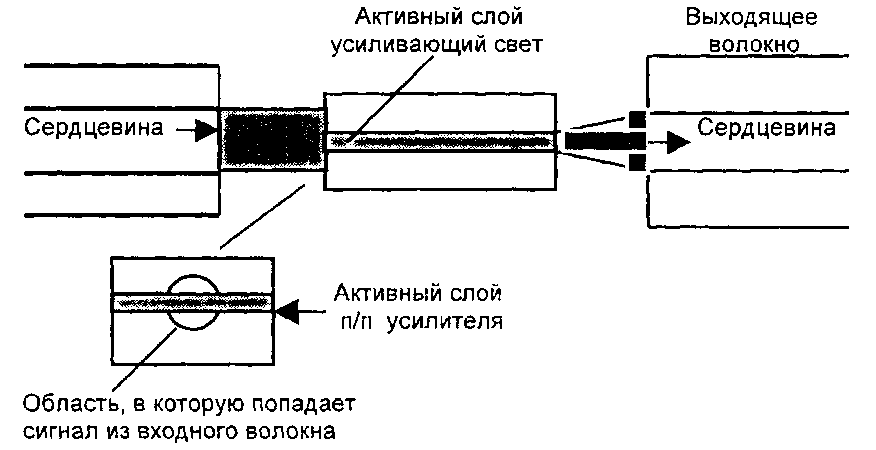 Активный слой
усиливающий свет
Выходящее
волокно
Сердцевина
Сердцевина
Активный слой
п/п усилителя
Область, в которую попадает
сигнал из входного волокна